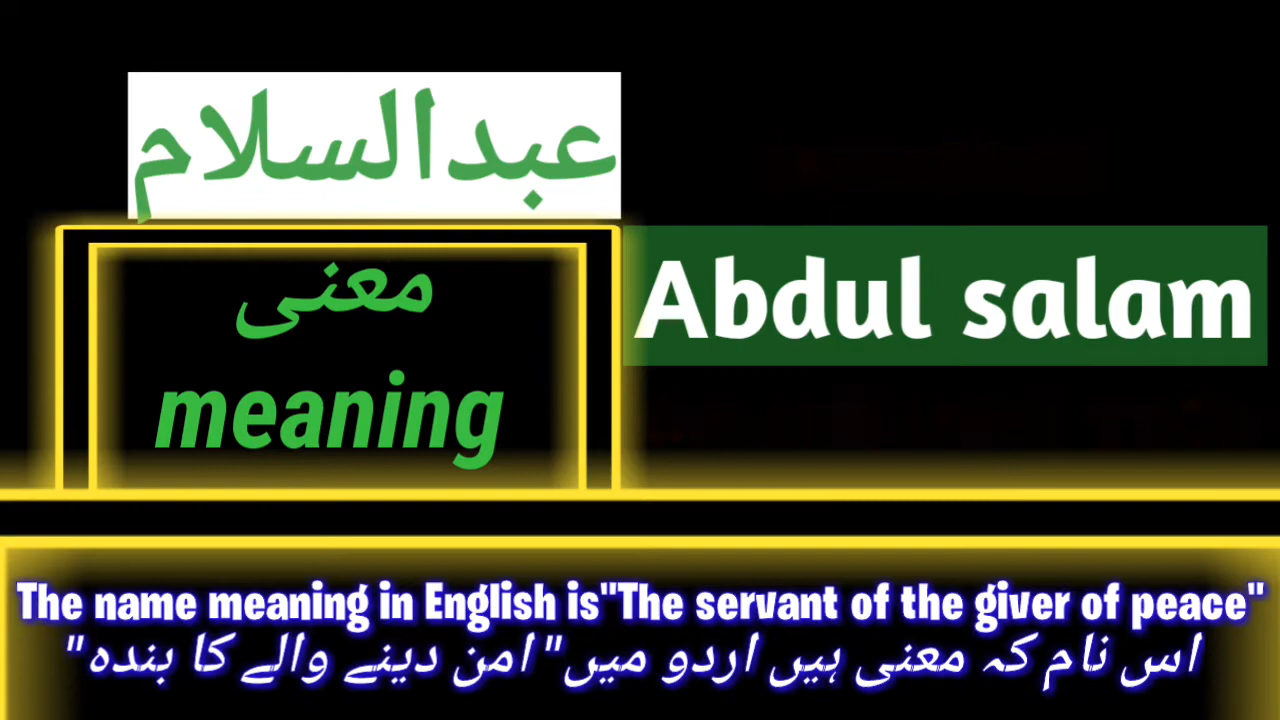 عبدالسلام
معنی
meaning
Abdul salam
The name meaning in English is"The servant of the giver of peace"
اس نام کہ معنی ہیں اردو میں" امن دینے والے کا بندہ"